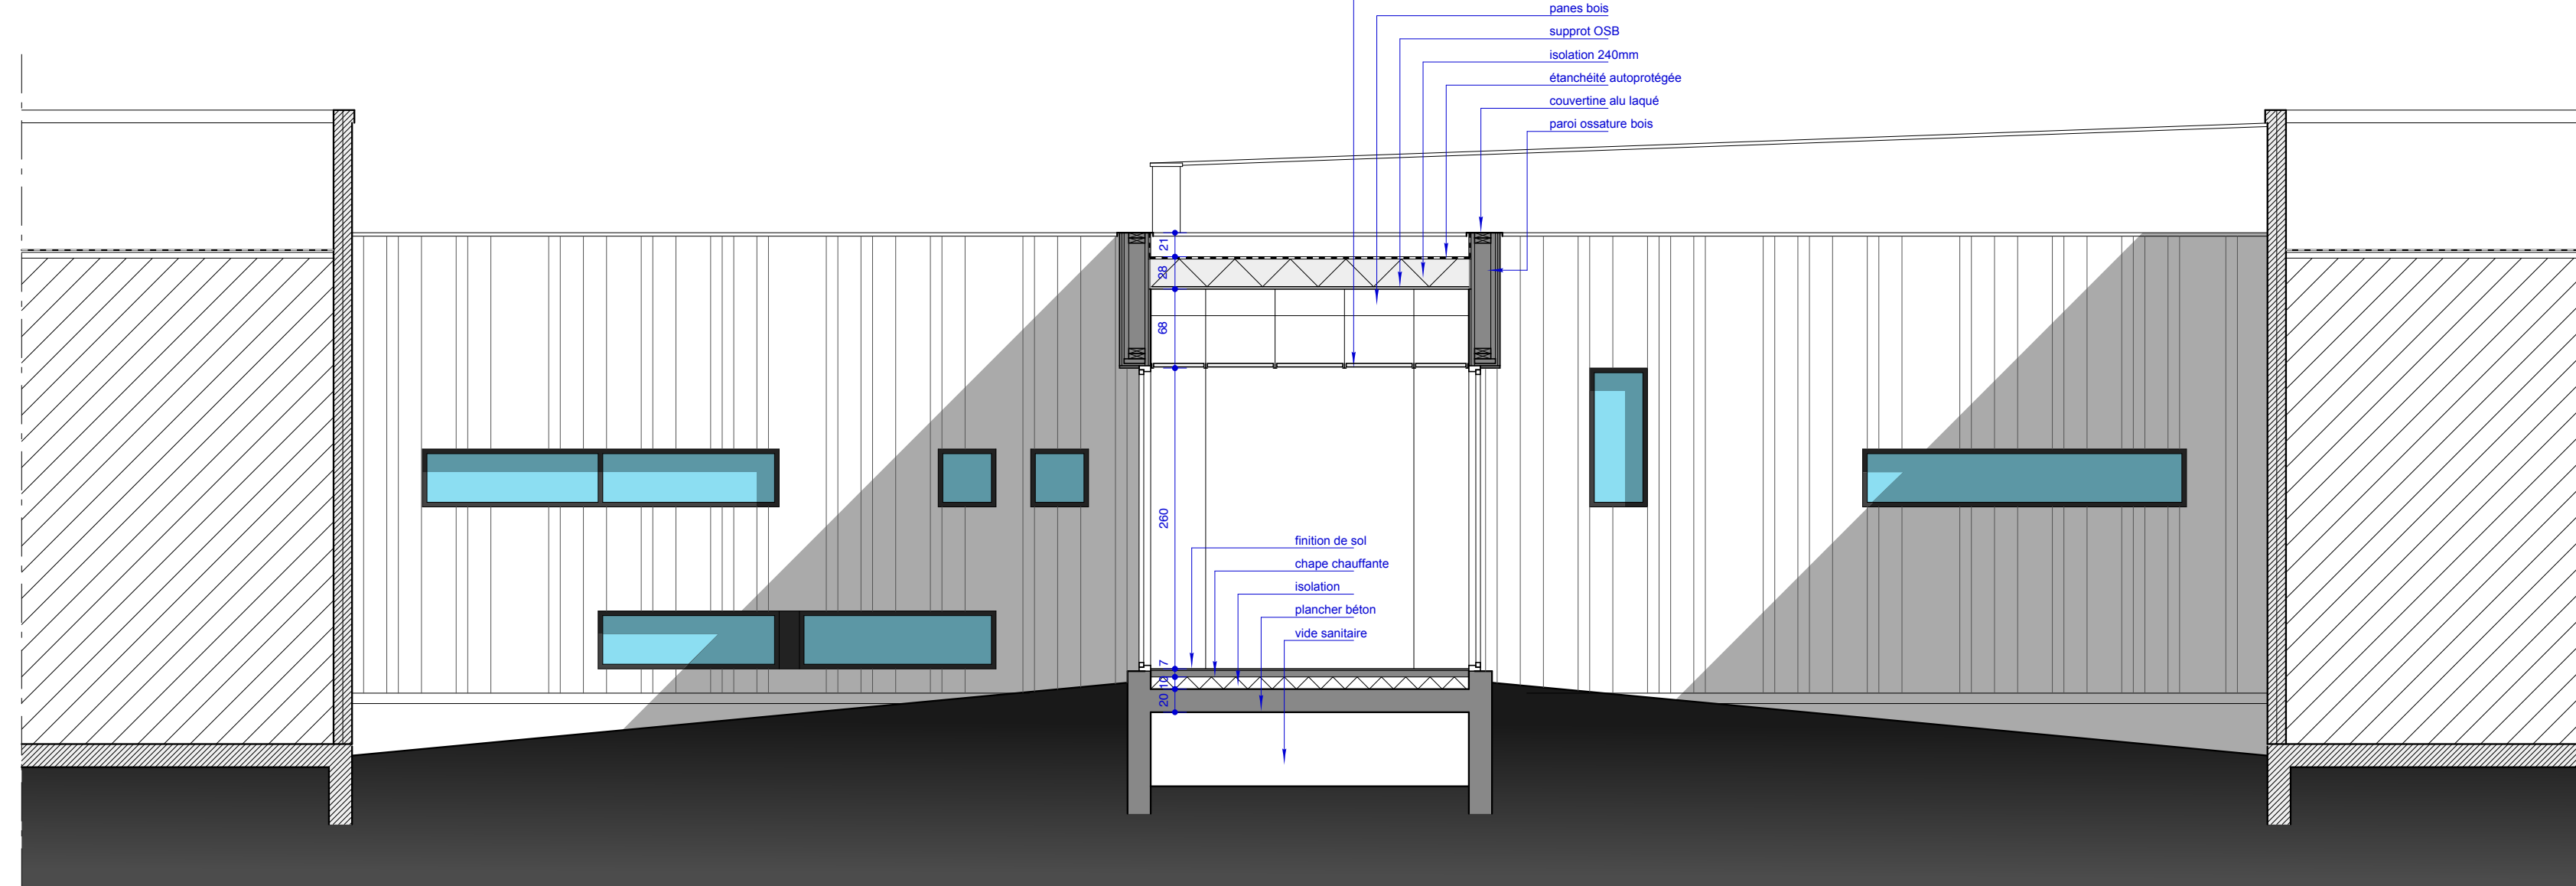 panes bois
supprot OSB
isolation 240mm
étanchéité autoprotégée
couvertine alu laqué
paroi ossature bois
21
28
68
260
finition de sol
chape chauffante
isolation
plancher béton
vide sanitaire
7
10
20